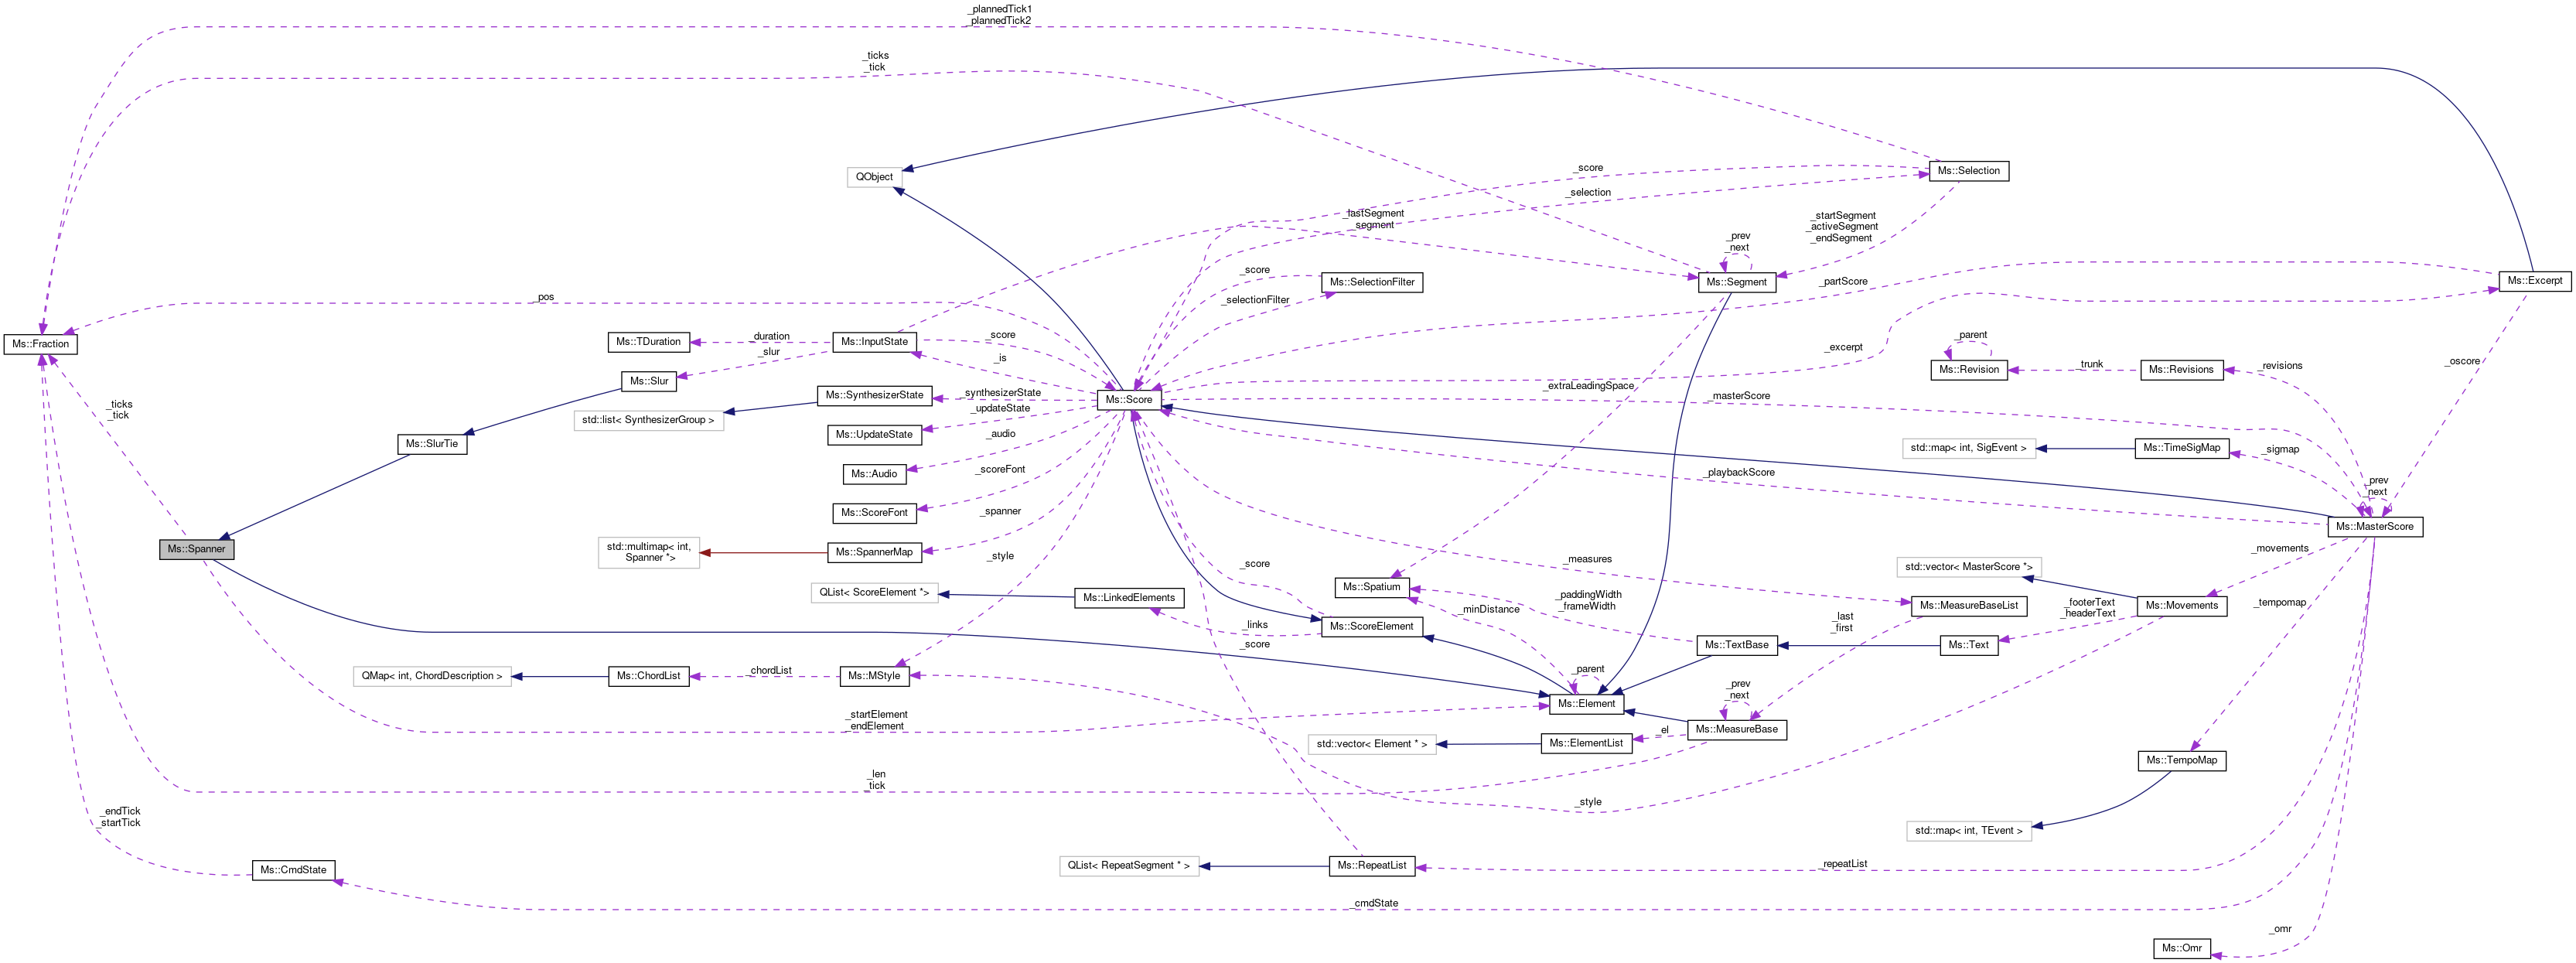 _plannedTick1
_plannedTick2
_ticks
_tick
QObject
_score
Ms::Selection
_selection
_lastSegment
_segment
_startSegment
_activeSegment
_endSegment
_prev
_next
_score
Ms::SelectionFilter
Ms::Segment
_partScore
Ms::Excerpt
_pos
_selectionFilter
Ms::Fraction
Ms::TDuration
_duration
Ms::InputState
_score
_parent
_slur
_is
_excerpt
_oscore
Ms::Slur
Ms::Revision
_trunk
Ms::Revisions
_revisions
_extraLeadingSpace
Ms::SynthesizerState
_synthesizerState
Ms::Score
_masterScore
_ticks
_tick
std::list< SynthesizerGroup >
_updateState
Ms::UpdateState
_audio
Ms::SlurTie
std::map< int, SigEvent >
Ms::TimeSigMap
_sigmap
Ms::Audio
_scoreFont
_playbackScore
_prev
_next
Ms::ScoreFont
_spanner
Ms::MasterScore
Ms::Spanner
std::multimap< int,
Spanner *>
Ms::SpannerMap
_style
_score
_measures
_movements
std::vector< MasterScore *>
Ms::Spatium
QList< ScoreElement *>
Ms::LinkedElements
_paddingWidth
_frameWidth
_minDistance
Ms::MeasureBaseList
_footerText
_headerText
Ms::Movements
_tempomap
_links
Ms::ScoreElement
_last
_first
_score
Ms::TextBase
Ms::Text
QMap< int, ChordDescription >
Ms::ChordList
_chordList
Ms::MStyle
_parent
_prev
_next
Ms::Element
_startElement
_endElement
Ms::MeasureBase
_el
std::vector< Element * >
Ms::ElementList
Ms::TempoMap
_len
_tick
_style
_endTick
_startTick
std::map< int, TEvent >
Ms::CmdState
QList< RepeatSegment * >
Ms::RepeatList
_repeatList
_cmdState
_omr
Ms::Omr